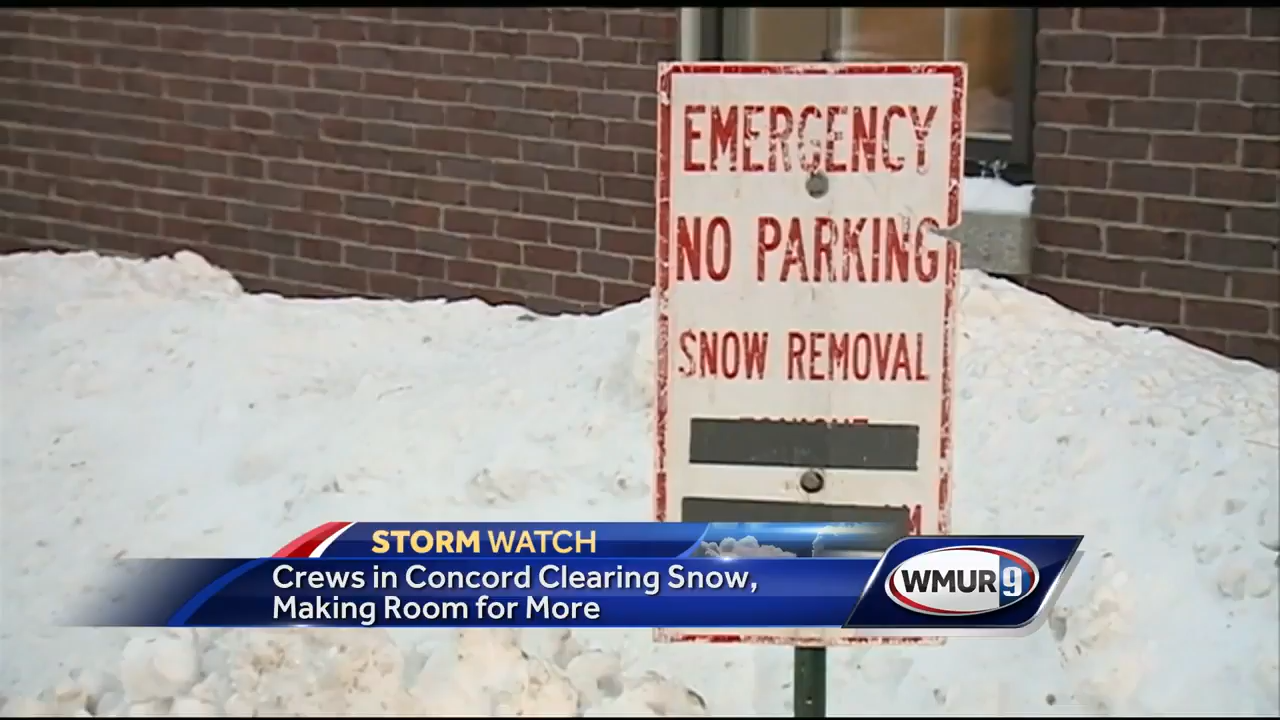 EMERGENCY
NO PARKING
SNOW REMOVAL
STORM WATCH
Crews in Concord Clearing Snow,
Making Room for More
WMUR 9